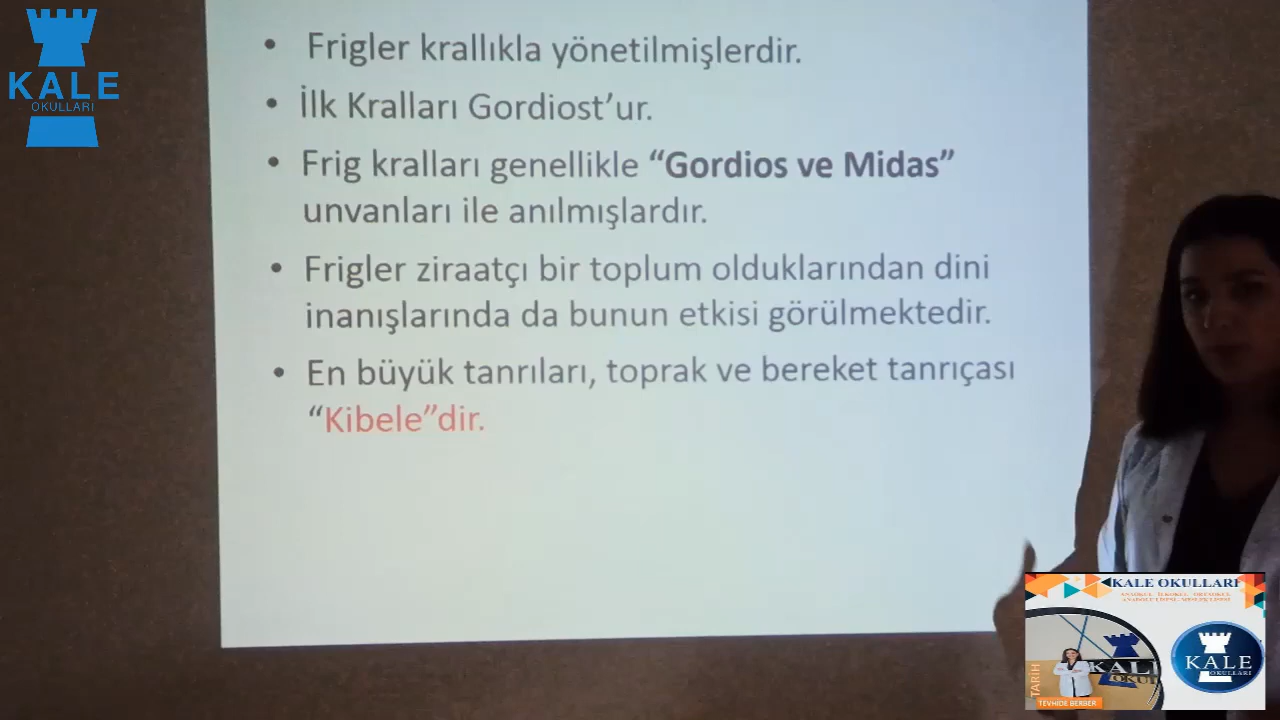 KALE
OKULLARI
• Frigler krallıkla yönetilmişlerdir.
• İlk Kralları Gordiost’ur.
• Frig kralları genellikle “Gordios ve Midas”
unvanları ile anılmışlardır.
• Frigler ziraatçı bir toplum olduklarından dini
inanışlarında da bunun etkisi görülmektedir.
• En büyük tanrıları, toprak ve bereket tanrıçası
“Kibele”dir.
KALE OKULLARI
KALE
OKULLARI
TARİH
TEVHİDE BERBER